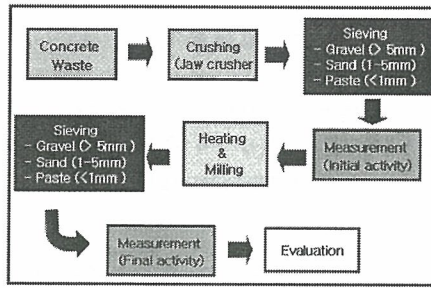 Concrete
Waste
Crushing
(Jaw crusher
Sieving
- Gravel (> 5mm)
- Sand (1-5mm)
- Paste (<1mm)
Sieving
- Gravel (> 5mm)
- Sand (1-5mm)
- Paste (<1mm)
Heating
&
Milling
Measurement
(Initial activity)
Measurement
(Final activity)
Evaluation